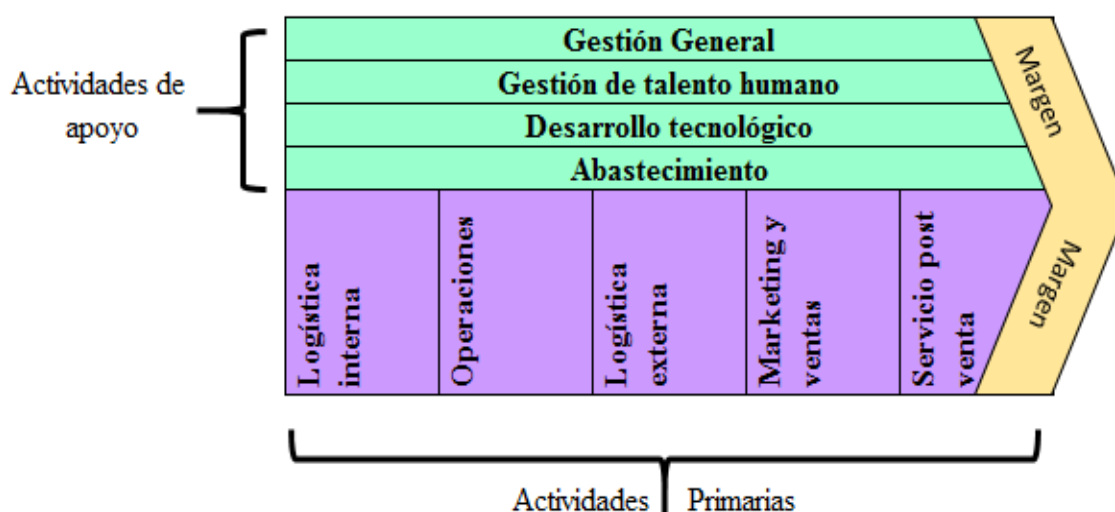 Actividades de
apoyo
Gestión General
Gestión de talento humano
Desarrollo tecnológico
Abastecimiento
Margen
Margen
Logística
interna
Operaciones
Logística
externa
Marketing y
ventas
Servicio post
venta
Actividades Primarias